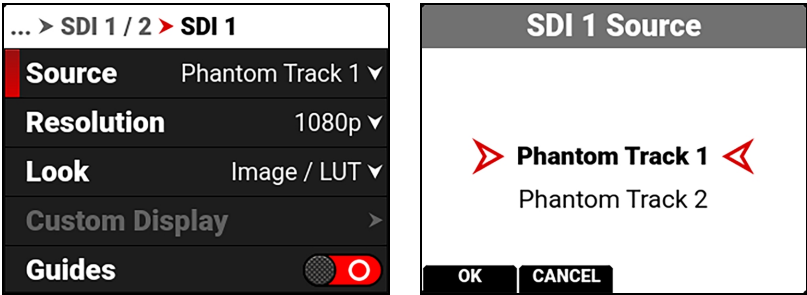 ... > SDI 1 / 2 > SDI 1
Source Phantom Track 1
Resolution 1080p
Look Image / LUT
Custom Display
Guides
SDI 1 Source
Phantom Track 1
Phantom Track 2
OK CANCEL